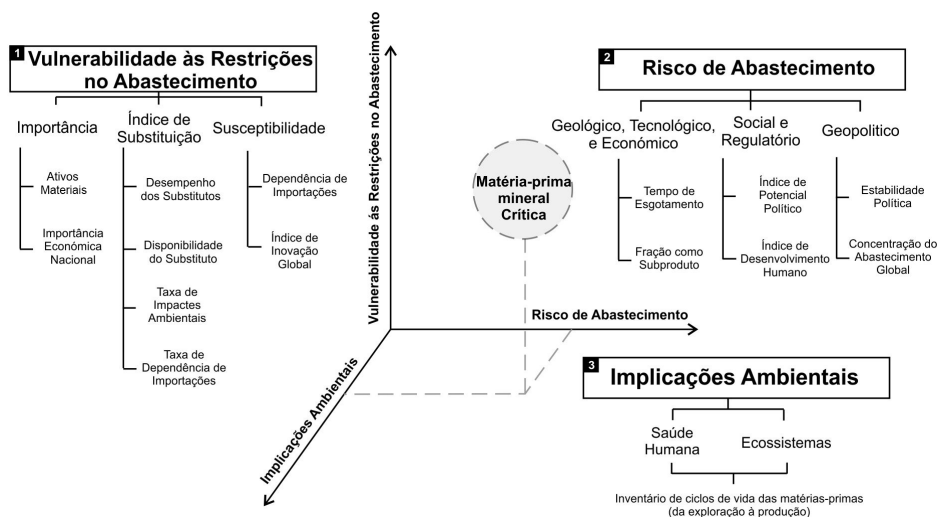 1
Vulnerabilidade às Restrições
no Abastecimento
Importância
Ativos
Materiais
Importância
Económica
Nacional
Índice de
Substituição
Desempenho
dos Substitutos
Disponibilidade
do Substituto
Taxa de
Impactes
Ambientais
Taxa de
Dependência de
Importações
Susceptibilidade
Dependência de
Importações
Índice de
Inovação
Global
Vulnerabilidade ás Restrições no Abastecimento
Matéria-prima
mineral
Crítica
Risco de Abastecimento
Implicações Ambientais
2
Risco de Abastecimento
Geológico, Tecnológico,
e Económico
Tempo de
Esgotamento
Fração como
Subproduto
Social e
Regulatório
Índice de
Potencial
Político
Índice de
Desenvolvimento
Humano
Geopolitico
Estabilidade
Política
Concentração do
Abastecimento
Global
3
Implicações Ambientais
Saúde
Humana
Ecossistemas
Inventário de ciclos de vida das matérias-primas
(da exploração à produção)